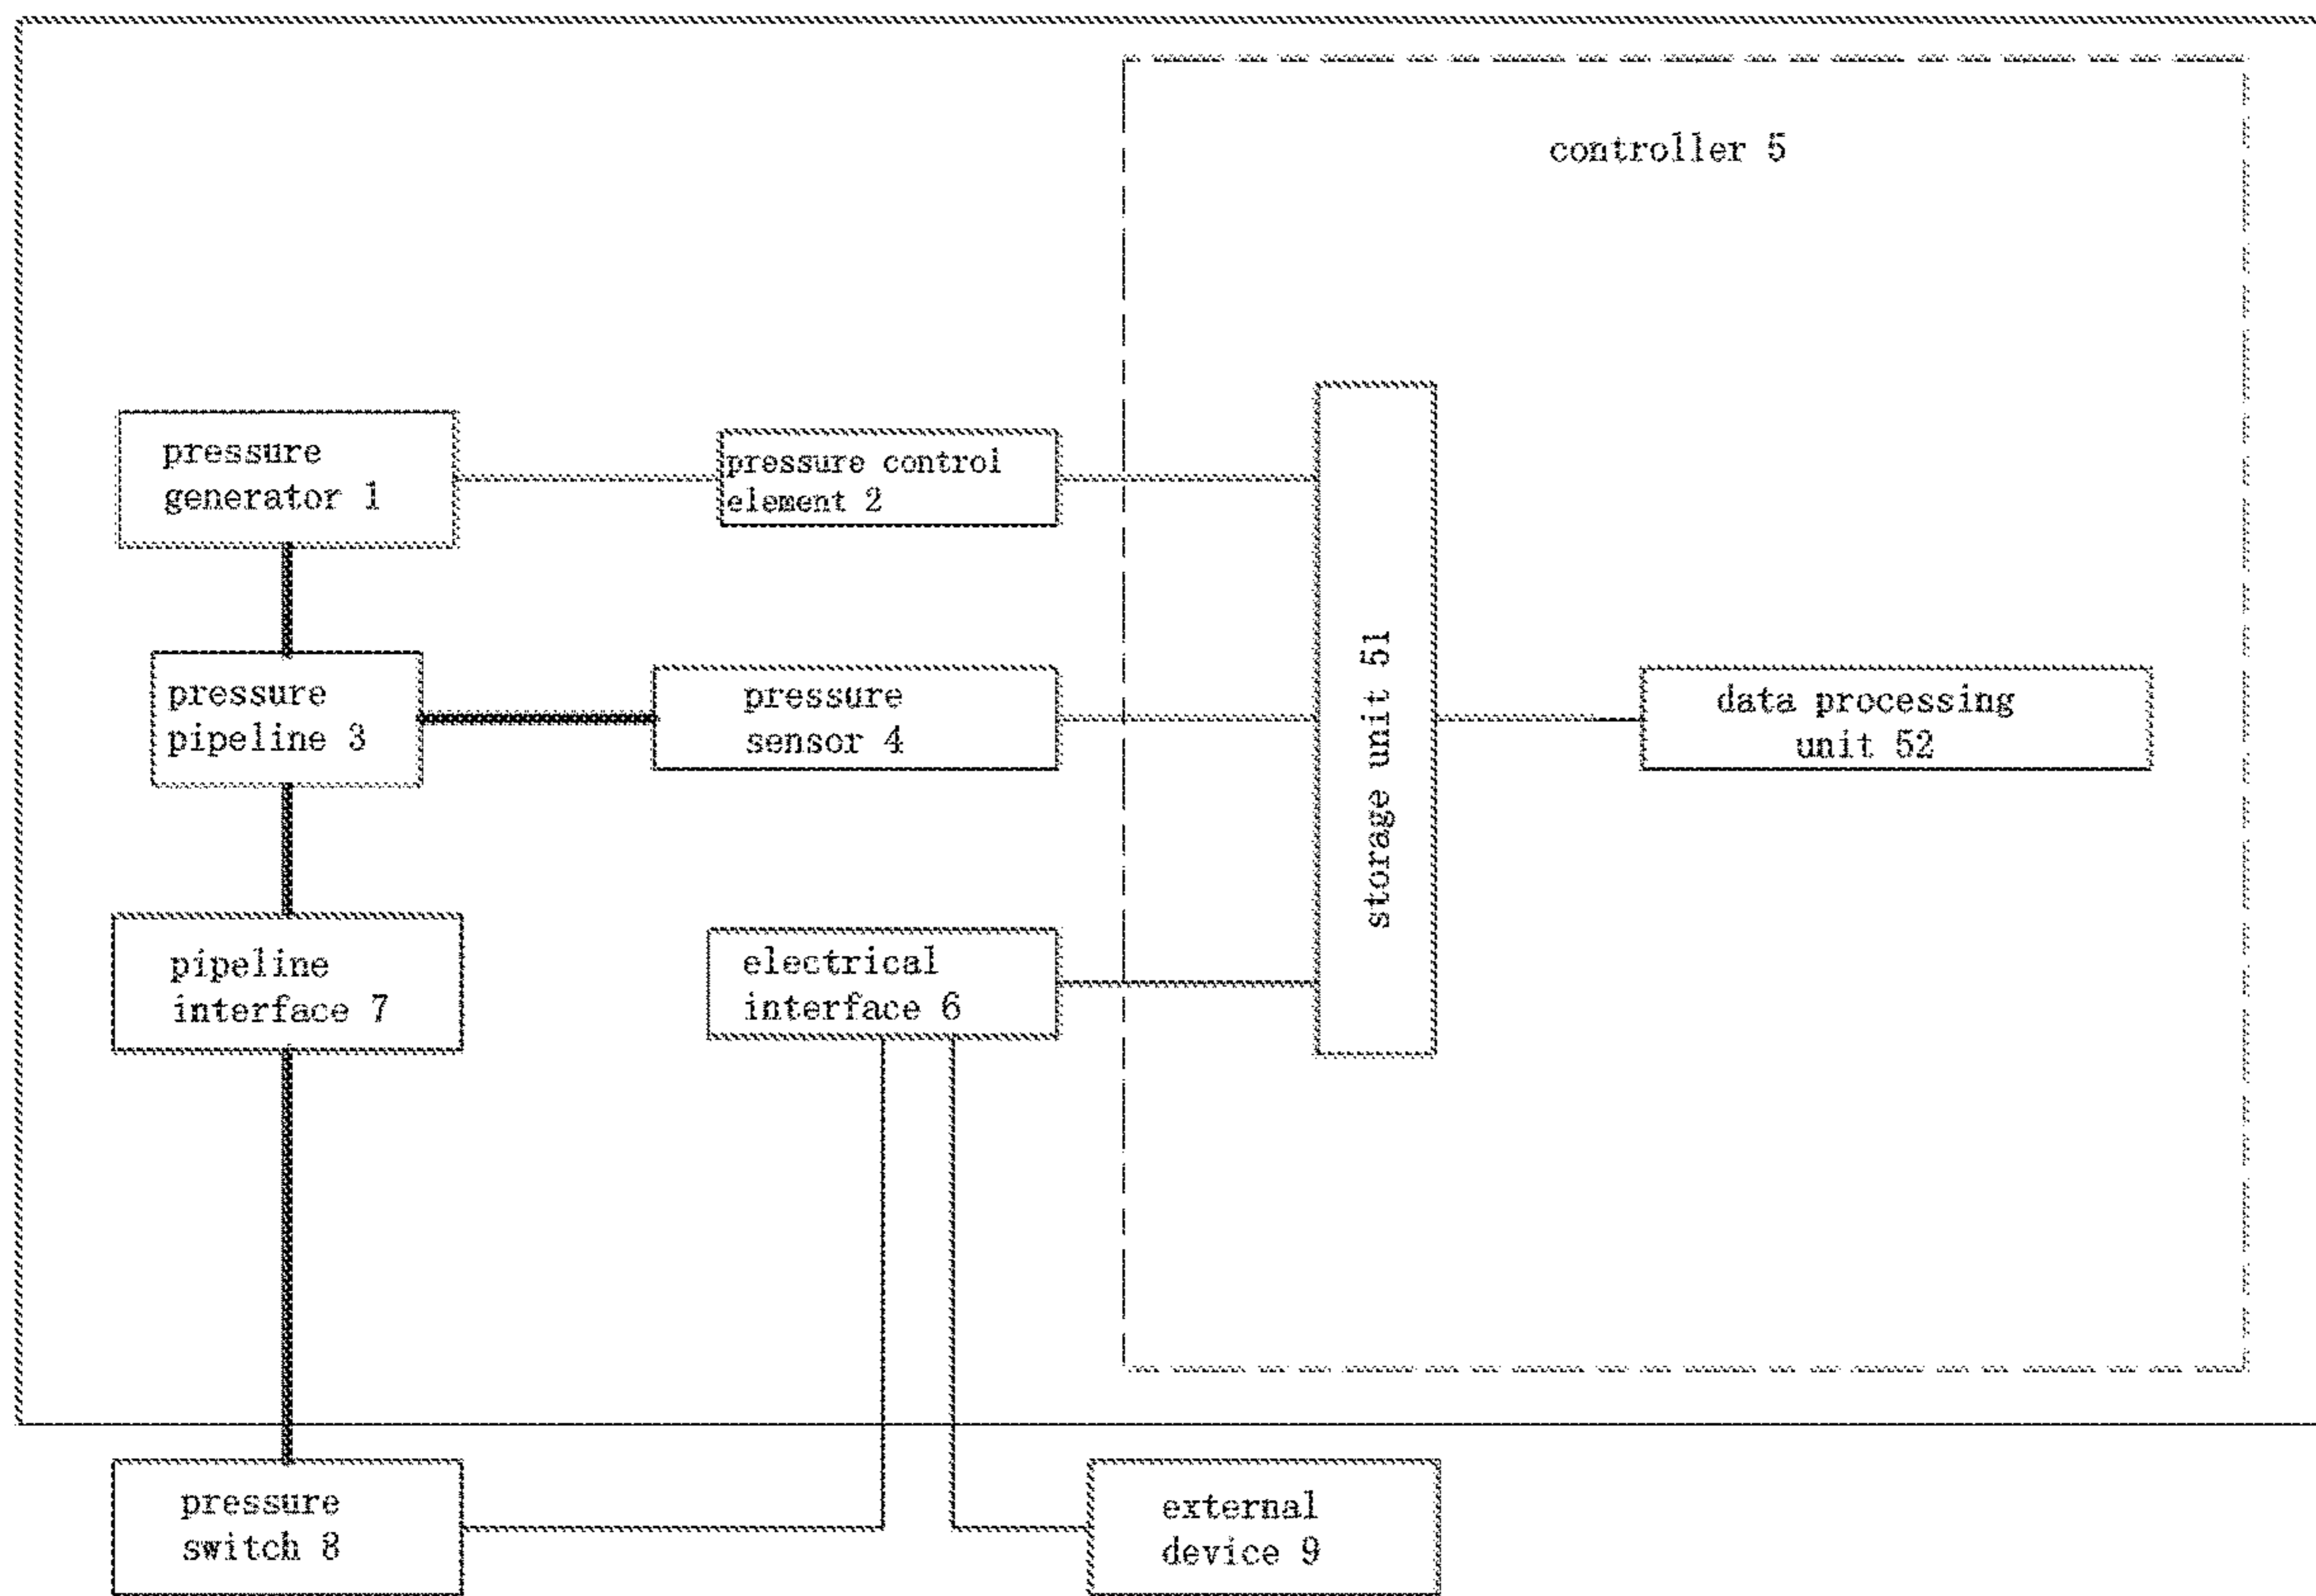 controller 5
pressure
generator 1
pressure control
element 2
pressure
pipeline 3
pressure
sensor 4
storage unit 51
data processing
unit 52
pipeline
interface 7
electrical
interface 6
pressure
switch 8
external
device 9